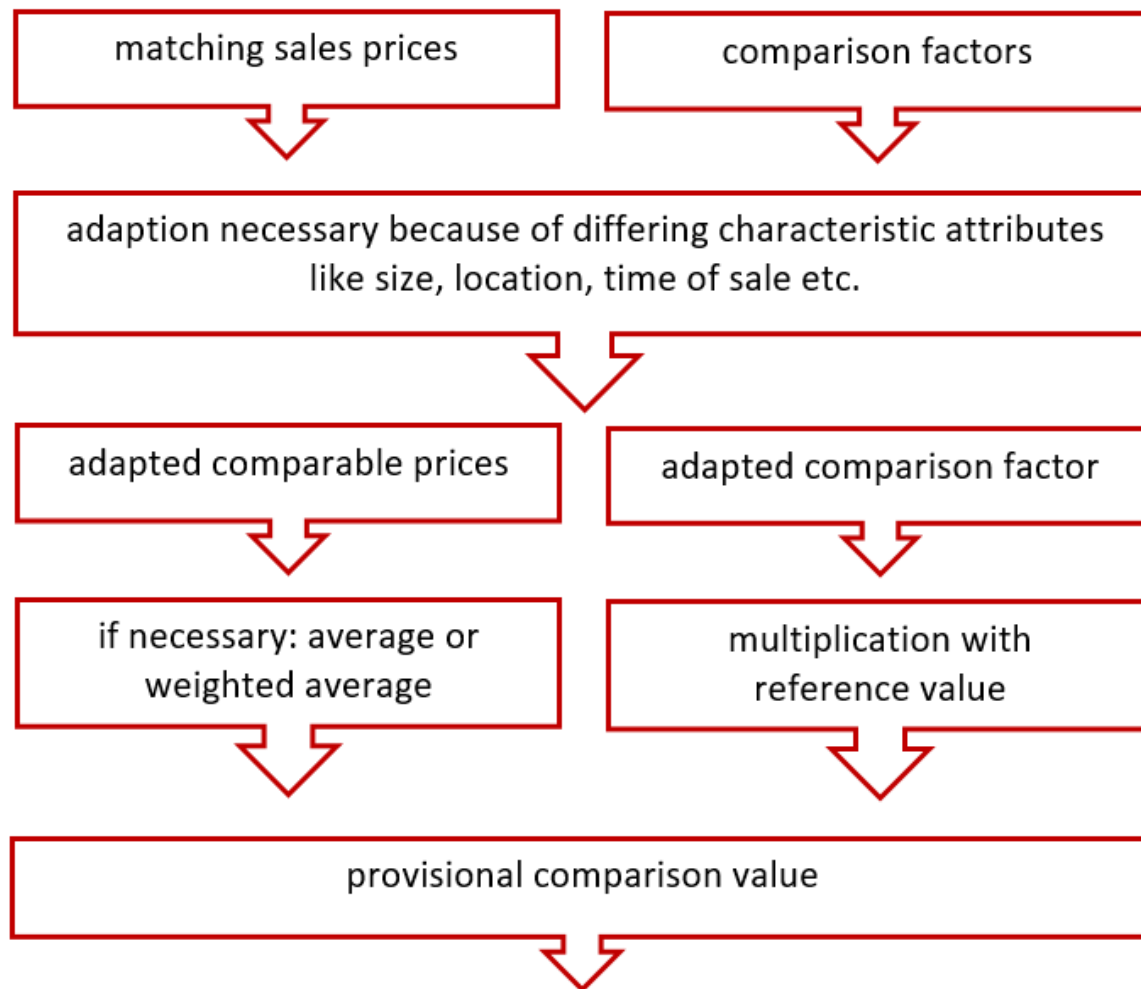 matching sales prices
comparison factors
adaption necessary because of differing characteristic attributes
like size, location, time of sale etc.
adapted comparable prices
adapted comparison factor
if necessary: average or
weighted average
multiplication with
reference value
provisional comparison value